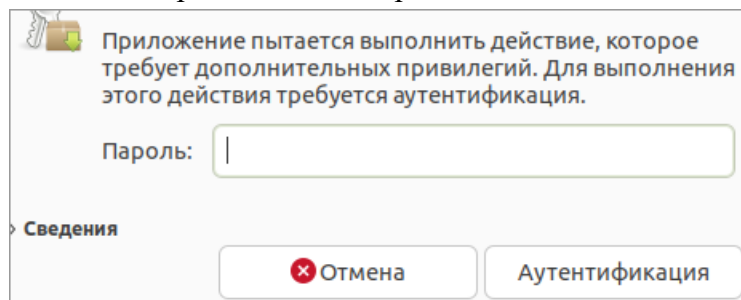 Приложение пытается выполнить действие, которое
требует дополнительных привилегий. Для выполнения
этого действия требуется аутентификация.
Пароль:
Сведения
Отмена
Аутентификация